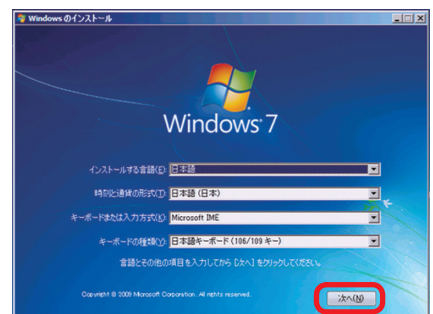 Windows のインストール
Windows 7
インストールする言語(E): 日本語
時刻と通貨の形式(T): 日本語 (日本)
キーボードまたは入力方式(K): Microsoft IME
キーボードの種類(Y): 日本語キーボード (106/109 キー)
言語とその他の項目を入力してから [次へ] をクリックしてください。
Copyright © 2009 Microsoft Corporation. All rights reserved.
次へ(N)